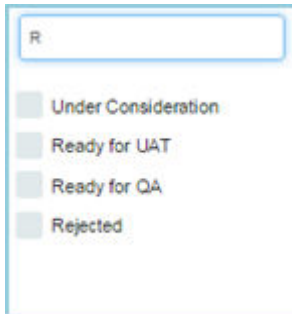 R
Under Consideration
Ready for UAT
Ready for QA
Rejected